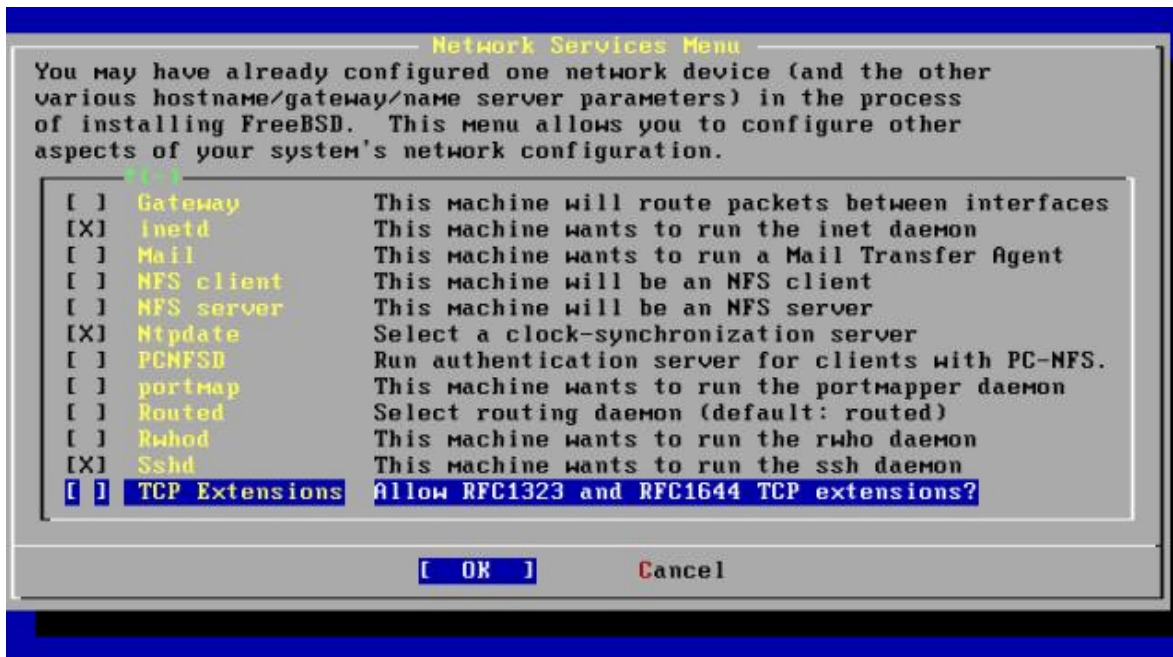 Network Services Menu
You may have already configured one network device (and the other
various hostname/gateway/name server parameters) in the process
of installing FreeBSD.  This menu allows you to configure other
aspects of your system's network configuration.
^(-)
[ ] Gateway This machine will route packets between interfaces
[X] inetd This machine wants to run the inet daemon
[ ] Mail This machine wants to run a Mail Transfer Agent
[ ] NFS client This machine will be an NFS client
[ ] NFS server This machine will be an NFS server
[X] Ntpdate Select a clock-synchronization server
[ ] PCNFSD Run authentication server for clients with PC-NFS.
[ ] portmap This machine wants to run the portmapper daemon
[ ] Routed Select routing daemon (default: routed)
[ ] Rwhod This machine wants to run the rwho daemon
[X] Sshd This machine wants to run the ssh daemon
[ ] TCP Extensions Allow RFC1323 and RFC1644 TCP extensions?
[ OK ] Cancel